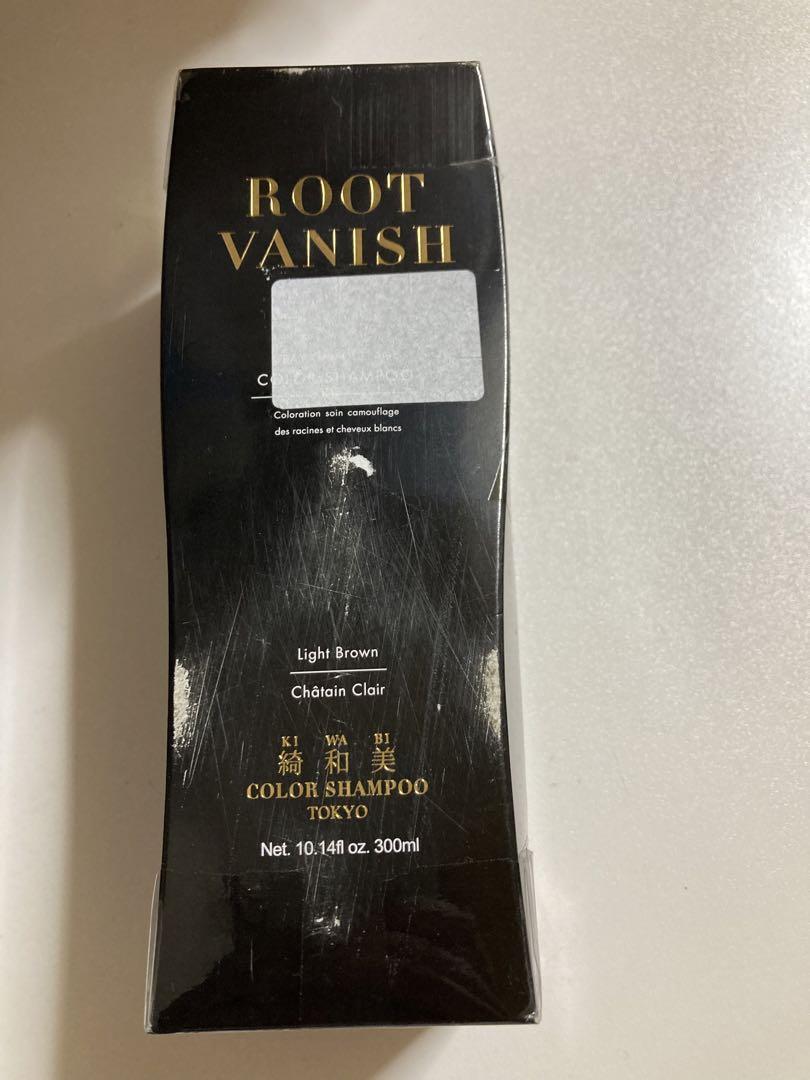 ROOT
VANISH
COLOR SHAMPOO
Coloration soin camouflage
des racines et cheveux blancs
Light Brown
Châtain Clair
KI WA BI
綺和美
COLOR SHAMPOO
TOKYO
Net. 10.14fl oz. 300ml